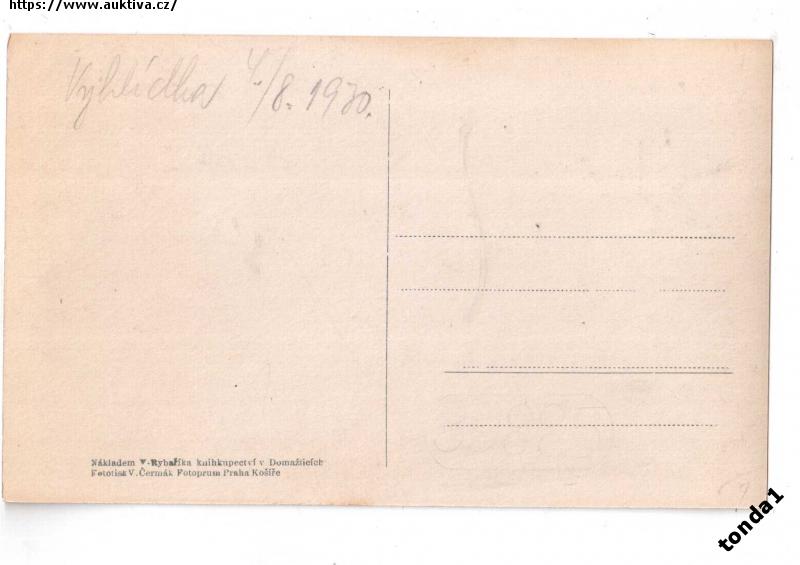 https://www.auktiva.cz/
Vyhlídka 4./8. 1930.
Nákladem V. Rybaříka knihkupectví v Domažlicích
Fototisk V. Čermák Fotoprum Praha Košíře
tonda1